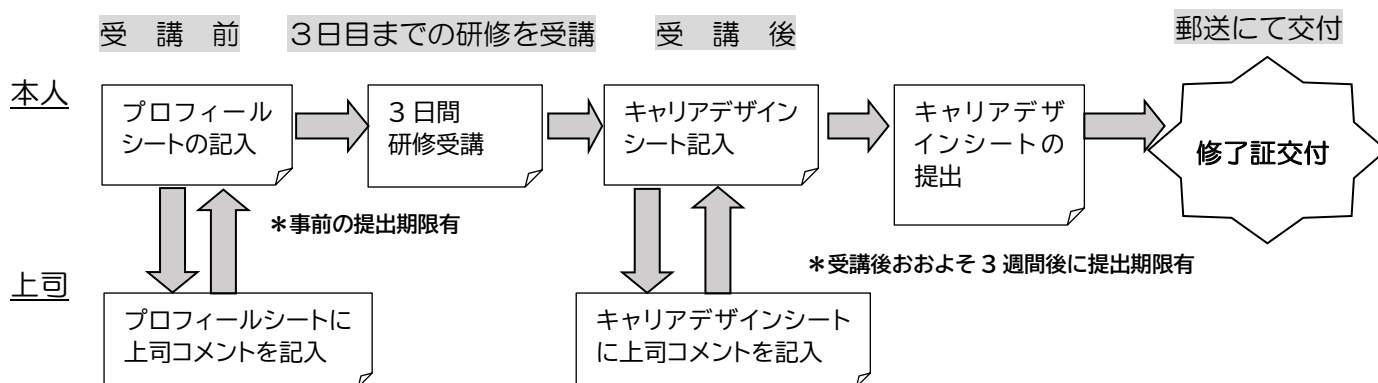 受　講　前
3日目までの研修を受講
受　講　後
郵送にて交付
本人
プロフィール
シートの記入
3日間
研修受講
キャリアデザイン
シート記入
キャリアデザ
インシートの
提出
修了証交付
＊事前の提出期限有
＊受講後おおよそ3週間後に提出期限有
上司
プロフィールシートに
上司コメントを記入
キャリアデザインシート
に上司コメントを記入